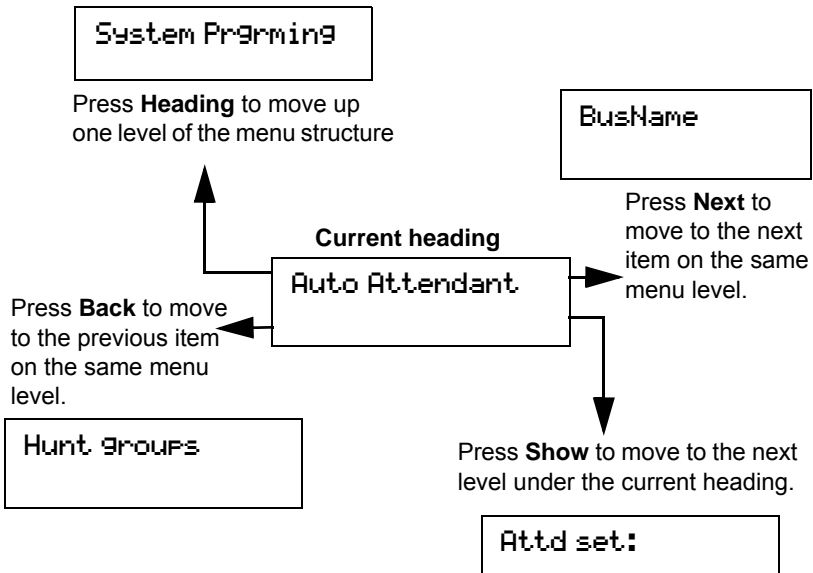 System Prgrming
Press Heading to move up
one level of the menu structure
BusName
Press Next to
move to the next
item on the same
menu level.
Current heading
Auto Attendant
Press Back to move
to the previous item
on the same menu
level.
Hunt groups
Press Show to move to the next
level under the current heading.
Attd set: